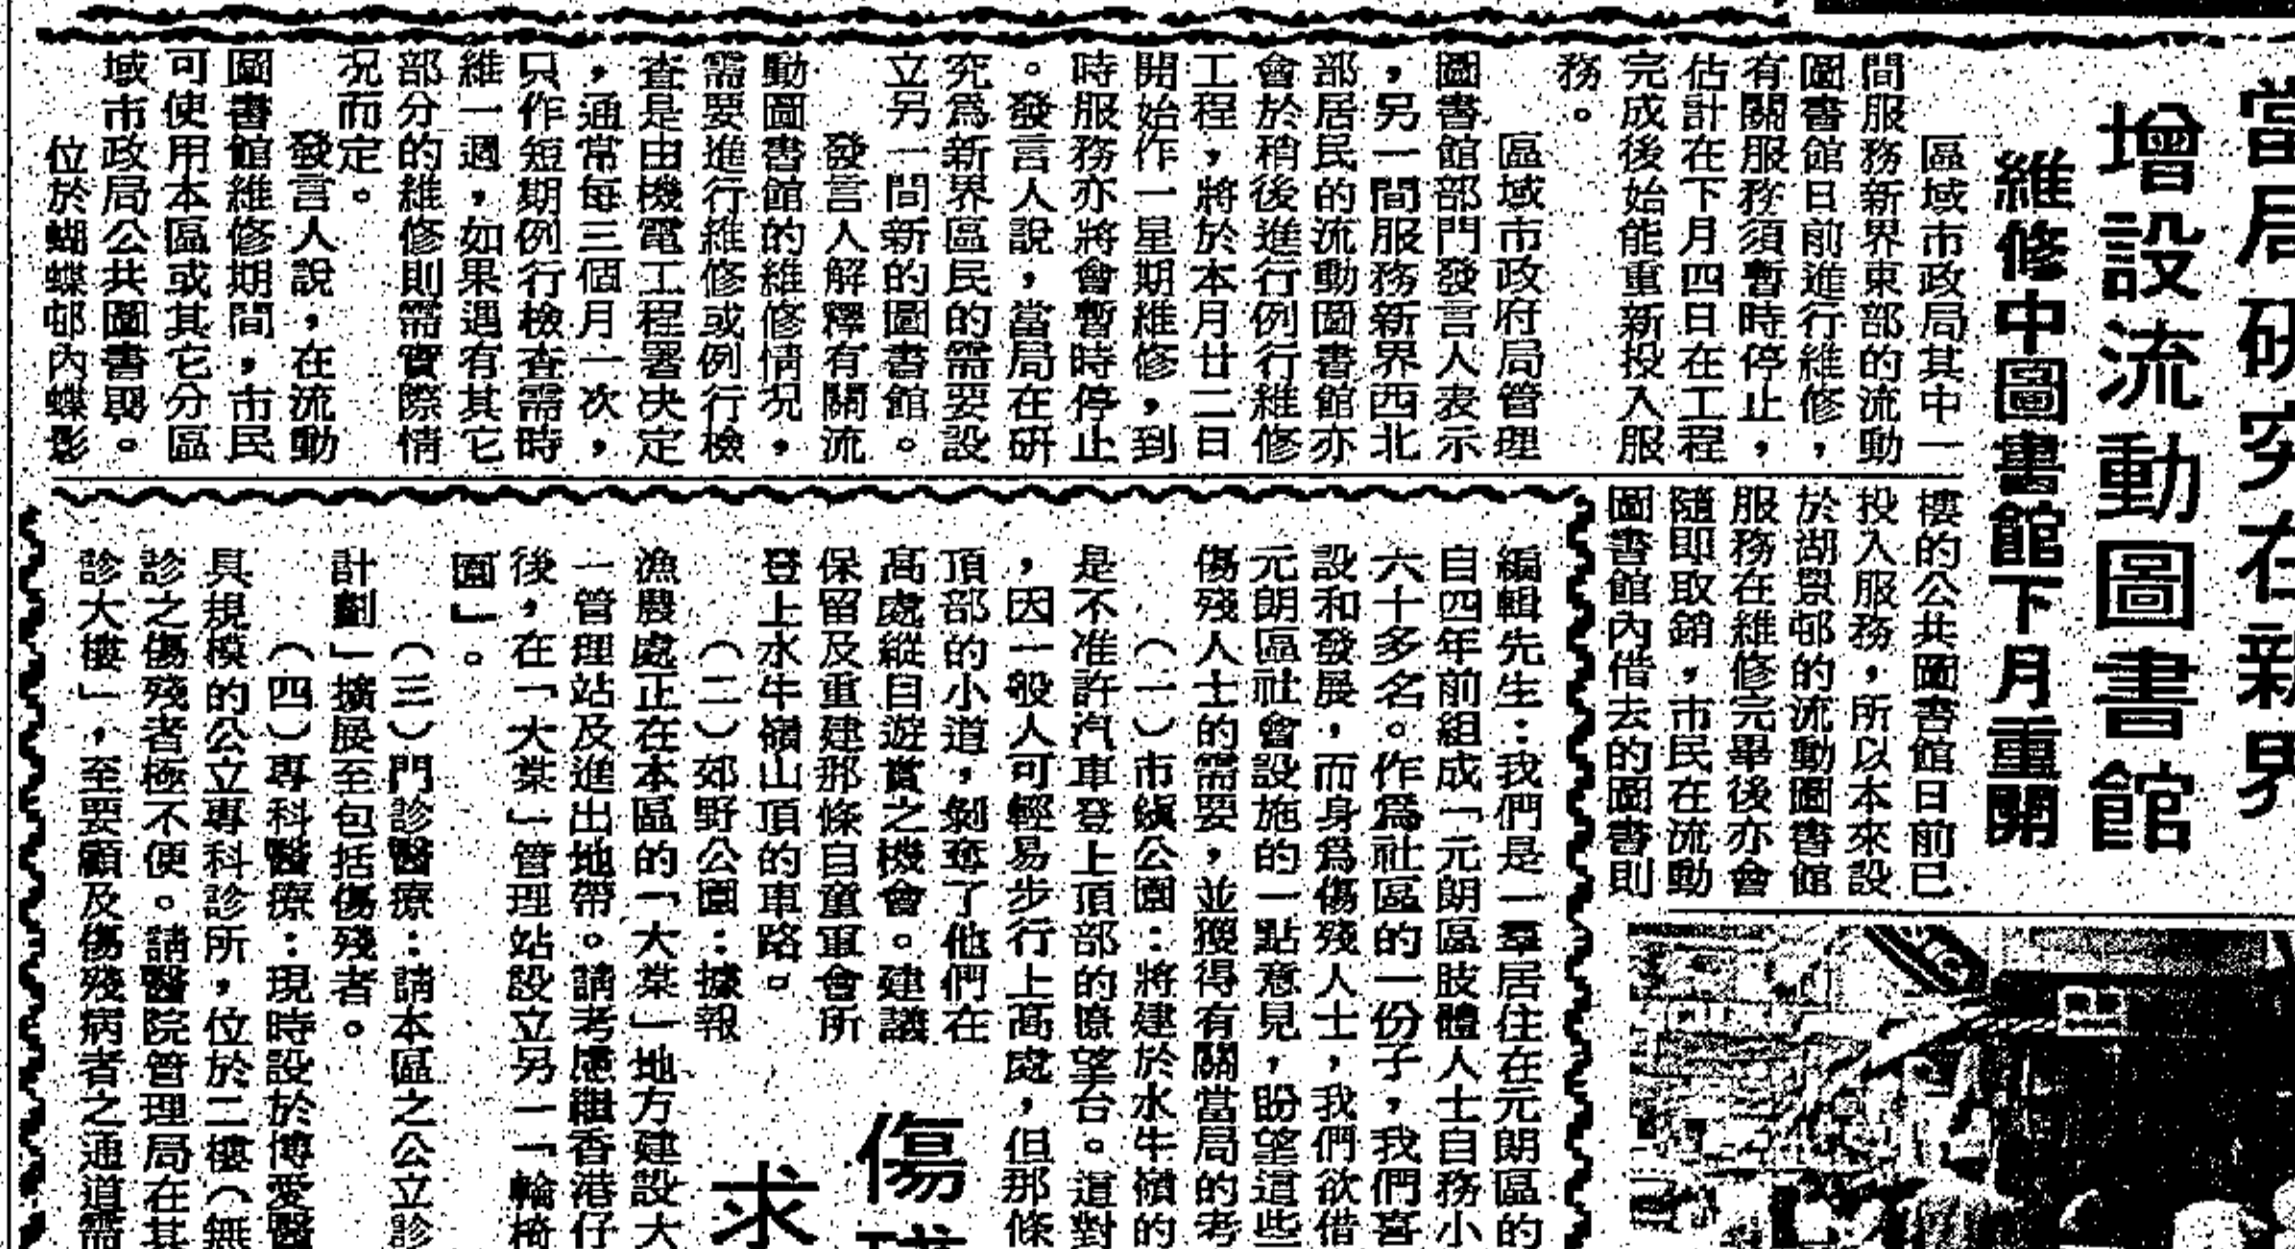 當局研究在新界
增設流動圖書館
維修中圖書館下月重開
區域市政局其中一
間服務新界東部的流動
圖書館日前進行維修，
有關服務須暫時停止，
估計在下月四日在工程
完成後始能重新投入服
務。
區域市政府局管理
圖書館部門發言人表示
，另一間服務新界西北
部居民的流動圖書館亦
會於稍後進行例行維修
工程，將於本月廿二日
開始作一星期維修，到
時服務亦將會暫時停止
。發言人說，當局在研
究爲新界區民的需要設
立另一間新的圖書館。
發言人解釋有關流
動圖書館的維修情况，
需要進行維修或例行檢
查是由機電工程署决定
，通常每三個月一次，
只作短期例行檢查需時
維一週，如果遇有其它
部分的維修則需實際情
况而定。
發言人說，在流動
圖書館維修期間，市民
可使用本區或其它分區
域市政局公共圖書與。
位於蝴蝶邨內蝶影
樓的公共圖書館日前已
投入服務，所以本來設
於湖景邨的流動圖書館
服務在維修完畢後亦會
隨即取銷，市民在流動
圖書館內借去的圖書則
傷殘
求
編輯先生：我們是一羣居住在元朗區的
自四年前組成「元朗區肢體人士自務小
六十多名。作爲社區的一份子，我們喜
設和發展，而身爲傷殘人士，我們欲借
元朗區社會設施的一點意見，盼望這些
傷殘人士的需要，並獲得有關當局的考
（一）市鎮公園：將建於水牛嶺的
是不准許汽車登上頂部的瞭望台。這對
，因一般人可輕易步行上高處，但那條
頂部的小道，剝奪了他們在
高處縱目遊賞之機會。建議
保留及重建那條自童軍會所
登上水牛嶺山頂的車路。
（二）郊野公園：據報
漁農處正在本區的「大棠」地方建設大
一管理站及進出地帶。請考慮繼香港仔
後，在「大棠」管理站設立另一「輪椅
園」。
（三）門診醫療：請本區之公立診
計劃」擴展至包括傷殘者。
（四）專科醫療：現時設於博愛醫
具規模的公立專科診所，位於二樓（無
診之傷殘者極不便。請醫院管理局在其
診大樓」，至要顧及傷殘病者之通道需